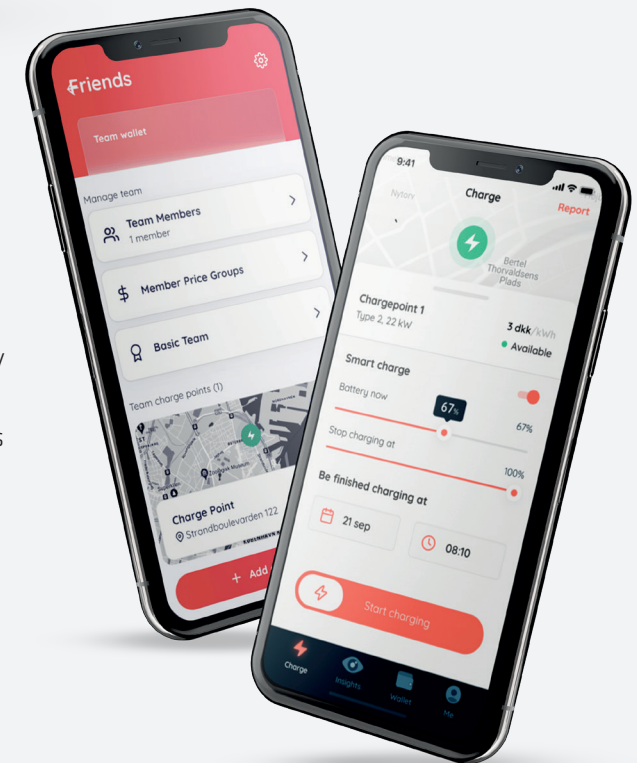 Friends
Team wallet
Manage team
Team Members
1 member
Member Price Groups
Basic Team
Team charge points (1)
Charge Point
Strandboulevarden 122
+ Add
9:41
Nytorv
Charge
Report
Bertel
Thorvaldsens
Plads
Chargepoint 1
Type 2, 22 kW
3 dkk/kWh
Available
Smart charge
Battery now
67%
67%
Stop charging at
100%
Be finished charging at
21 sep
08:10
Start charging
Charge
Insights
Wallet
Me